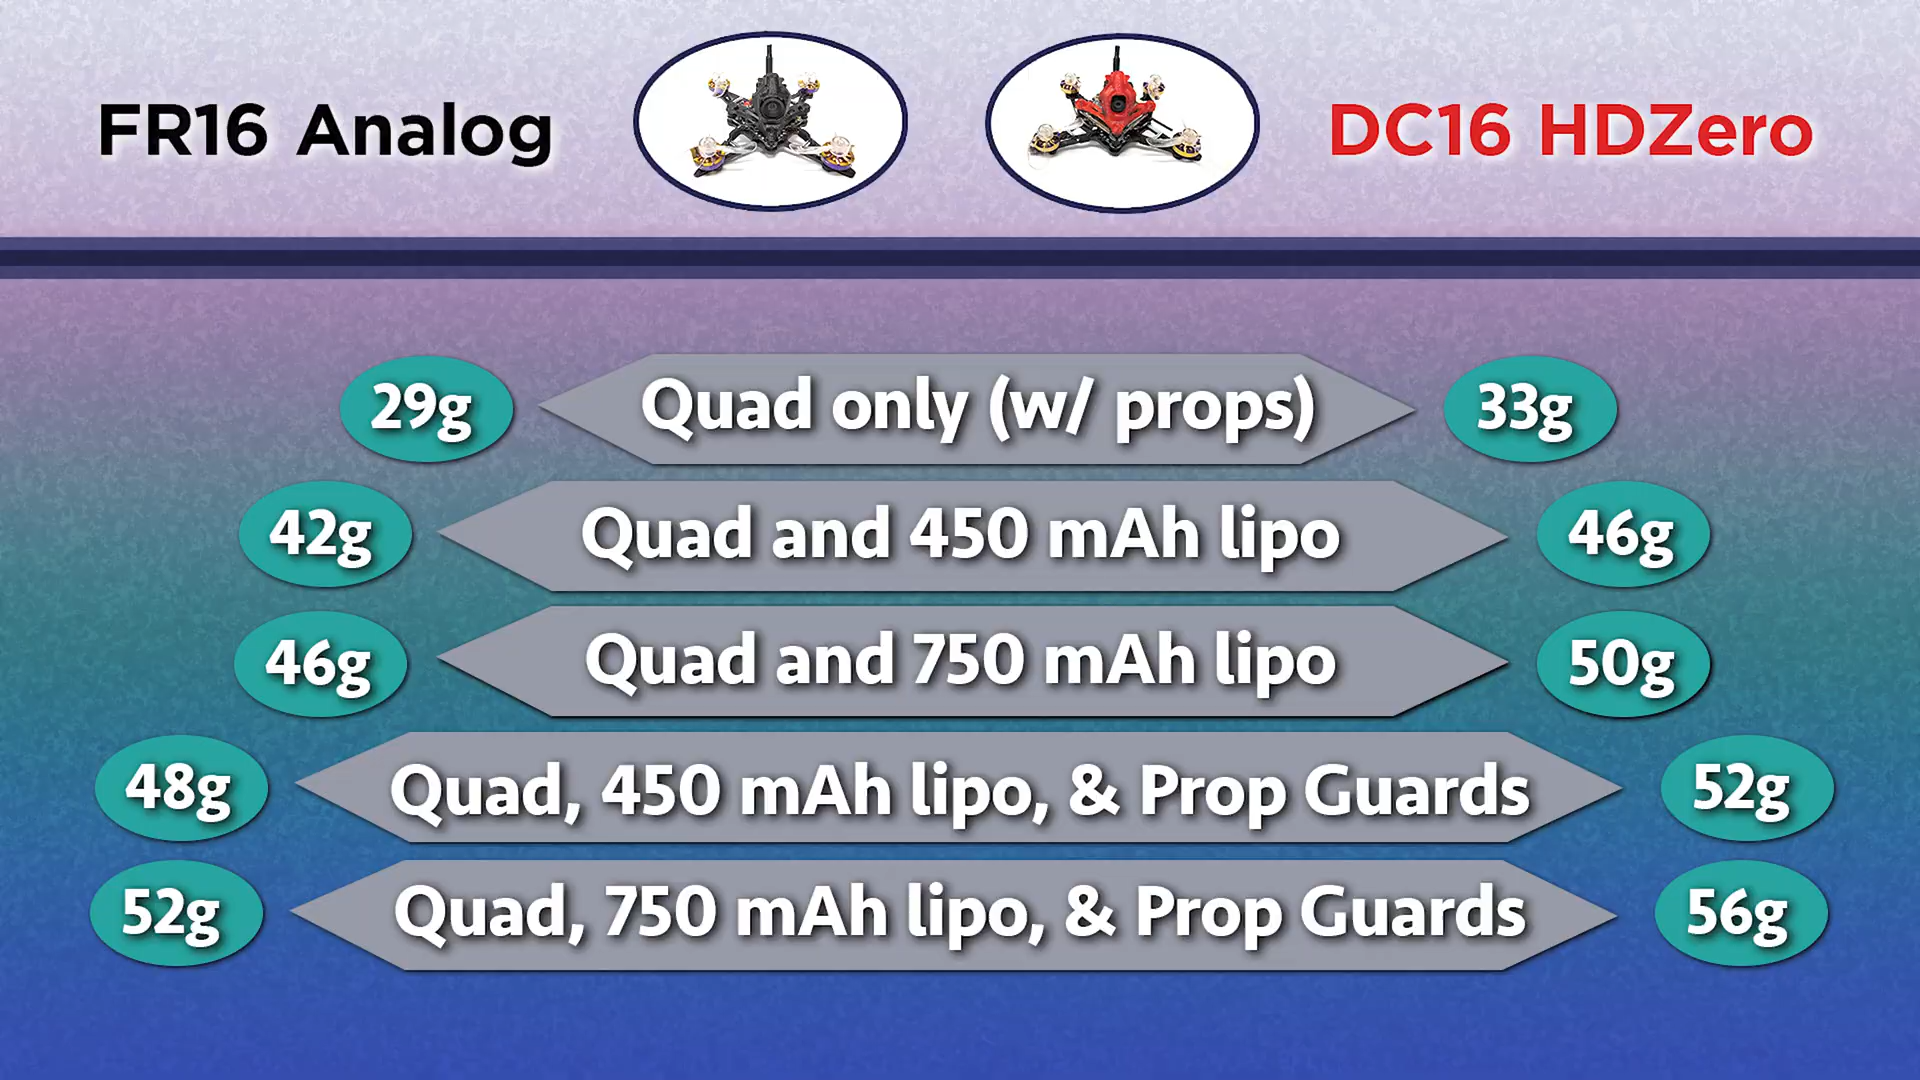 FR16 Analog
DC16 HDZero
29g Quad only (w/ props) 33g
42g Quad and 450 mAh lipo 46g
46g Quad and 750 mAh lipo 50g
48g Quad, 450 mAh lipo, & Prop Guards 52g
52g Quad, 750 mAh lipo, & Prop Guards 56g